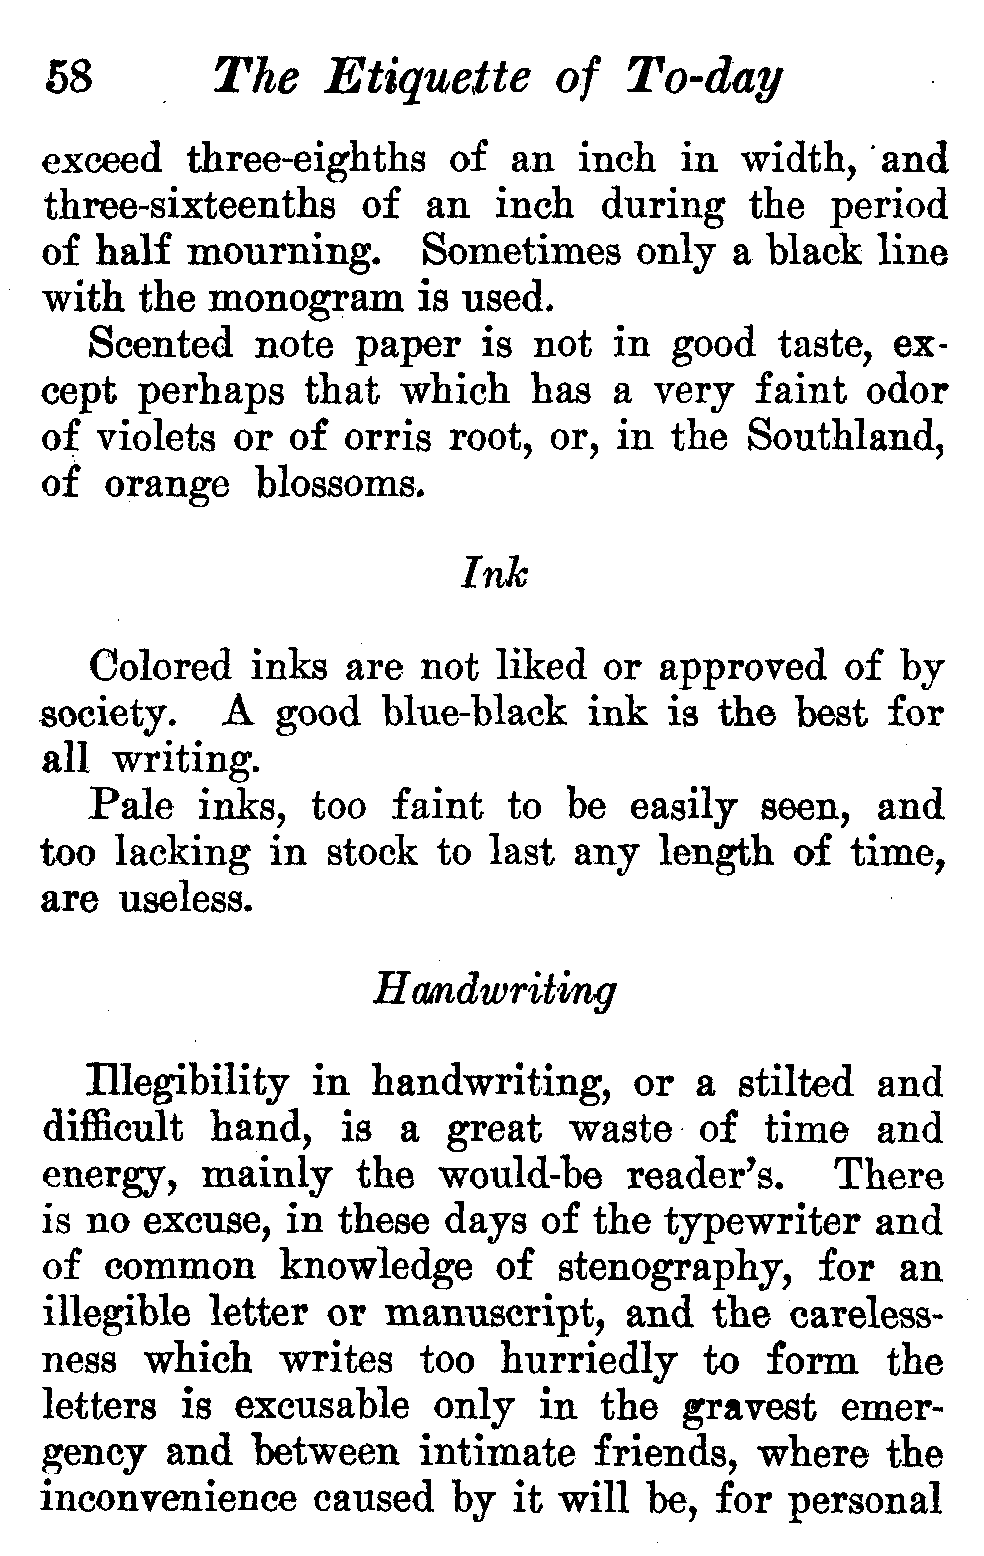 58 The Etiquette of To-day
exceed three-eighths of an inch in width, and
three-sixteenths of an inch during the period
of half mourning. Sometimes only a black line
with the monogram is used.
Scented note paper is not in good taste, ex-
cept perhaps that which has a very faint odor
of violets or of orris root, or, in the Southland,
of orange blossoms.
Ink
Colored inks are not liked or approved of by
society. A good blue-black ink is the best for
all writing.
Pale inks, too faint to be easily seen, and
too lacking in stock to last any length of time,
are useless.
Handwriting
Illegibility in handwriting, or a stilted and
difficult hand, is a great waste of time and
energy, mainly the would-be reader's. There
is no excuse, in these days of the typewriter and
of common knowledge of stenography, for an
illegible letter or manuscript, and the careless-
ness which writes too hurriedly to form the
letters is excusable only in the gravest emer-
gency and between intimate friends, where the
inconvenience caused by it will be, for personal